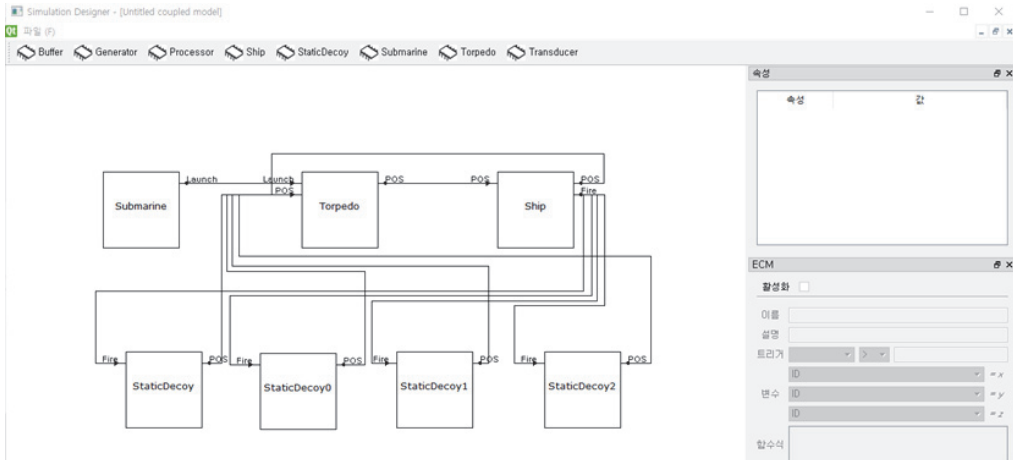 Simulation Designer - [Untitled coupled model]
파일 (F)
Buffer Generator Processor Ship StaticDecoy Submarine Torpedo Transducer
속성
속성 값
Launch Launch POS POS POS
POS Fire
Submarine Torpedo Ship
ECM
활성화
이름
설명
트리거 >
ID = x
변수 ID = y
ID = z
함수식
Fire POS Fire POS Fire POS Fire POS
StaticDecoy StaticDecoy0 StaticDecoy1 StaticDecoy2